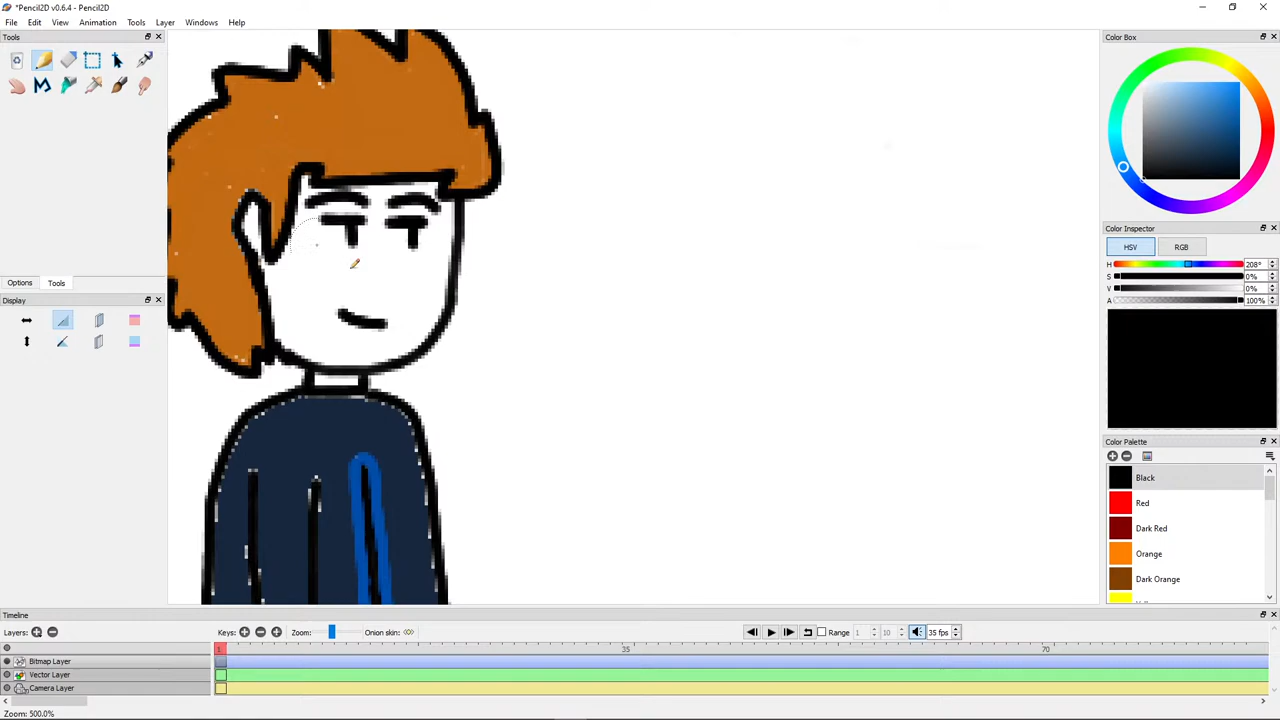 *Pencil2D v0.6.4 - Pencil2D
File Edit View Animation Tools Layer Windows Help
Tools
Options Tools
Display
Color Box
Color Inspector
HSV RGB
H 208°
S 0%
V 0%
A 100%
Color Palette
Black
Red
Dark Red
Orange
Dark Orange
Timeline
Layers: Keys: Zoom: Onion skin: Range 1 10 35 fps
1 35 70
Bitmap Layer
Vector Layer
Camera Layer
Zoom: 500.0%